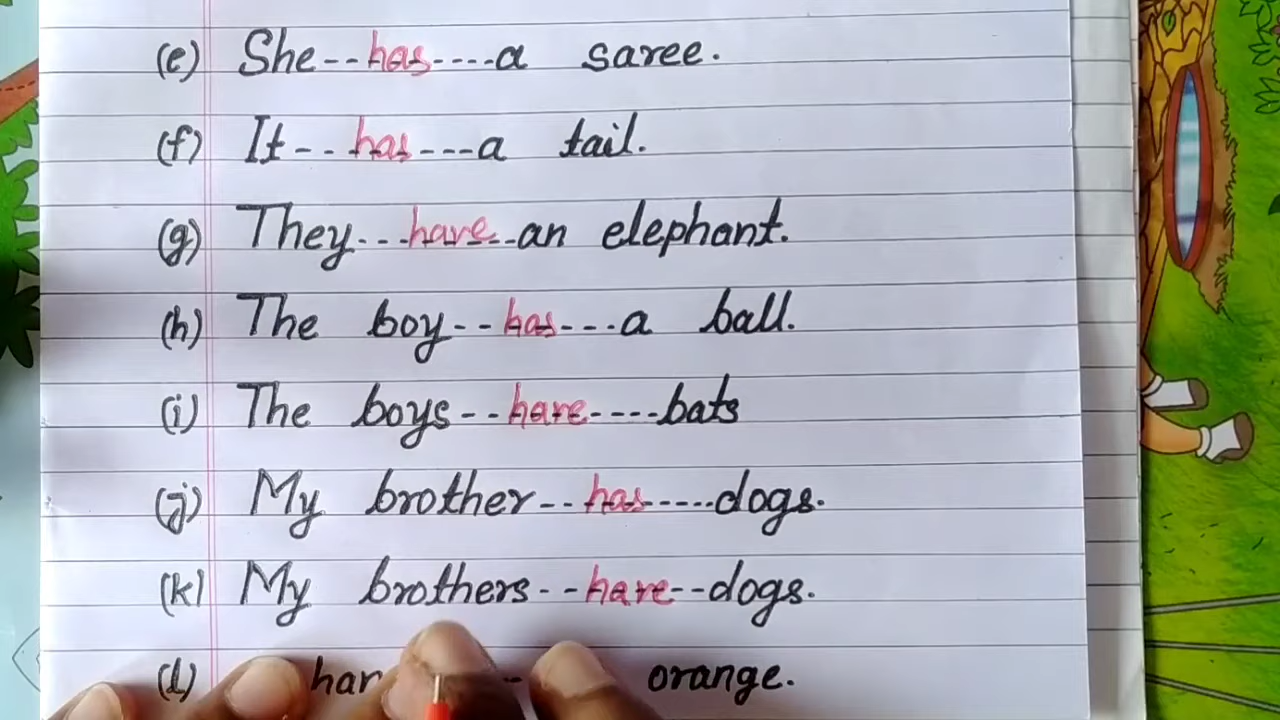 (e) She--has----a saree.
(f) It--has---a tail.
(g) They---have--an elephant.
(h) The boy--has---a ball.
(i) The boys--have----bats
(j) My brother--has----dogs.
(k) My brothers--have--dogs.
(l) orange.